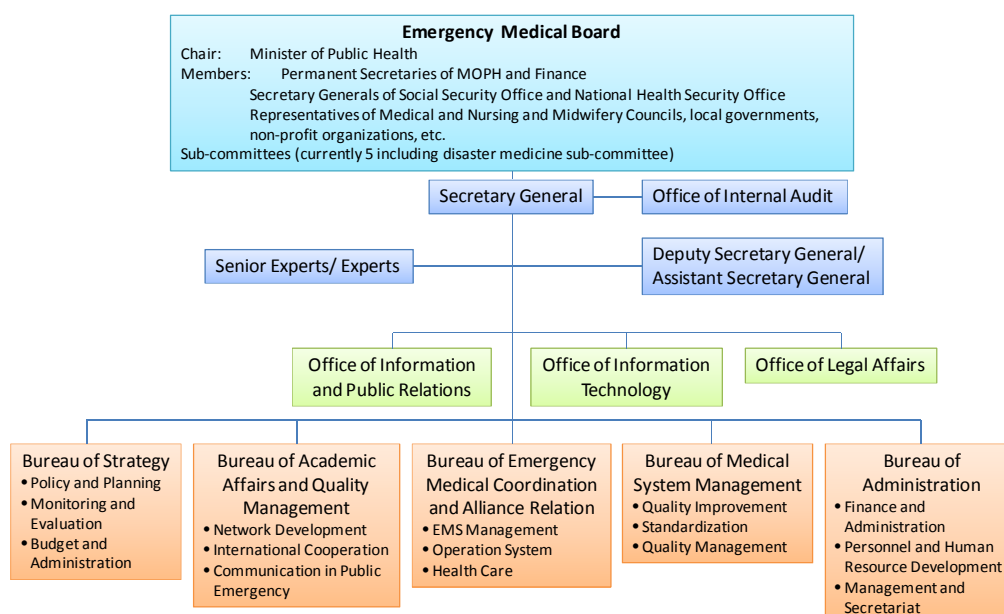 Emergency Medical Board
Chair: Minister of Public Health
Members: Permanent Secretaries of MOPH and Finance
Secretary Generals of Social Security Office and National Health Security Office
Representatives of Medical and Nursing and Midwifery Councils, local governments,
non-profit organizations, etc.
Sub-committees (currently 5 including disaster medicine sub-committee)
Secretary General
Office of Internal Audit
Senior Experts/ Experts
Deputy Secretary General/
Assistant Secretary General
Office of Information
and Public Relations
Office of Information
Technology
Office of Legal Affairs
Bureau of Strategy
• Policy and Planning
• Monitoring and
Evaluation
• Budget and
Administration
Bureau of Academic
Affairs and Quality
Management
• Network Development
• International Cooperation
• Communication in Public
Emergency
Bureau of Emergency
Medical Coordination
and Alliance Relation
• EMS Management
• Operation System
• Health Care
Bureau of Medical
System Management
• Quality Improvement
• Standardization
• Quality Management
Bureau of
Administration
• Finance and
Administration
• Personnel and Human
Resource Development
• Management and
Secretariat